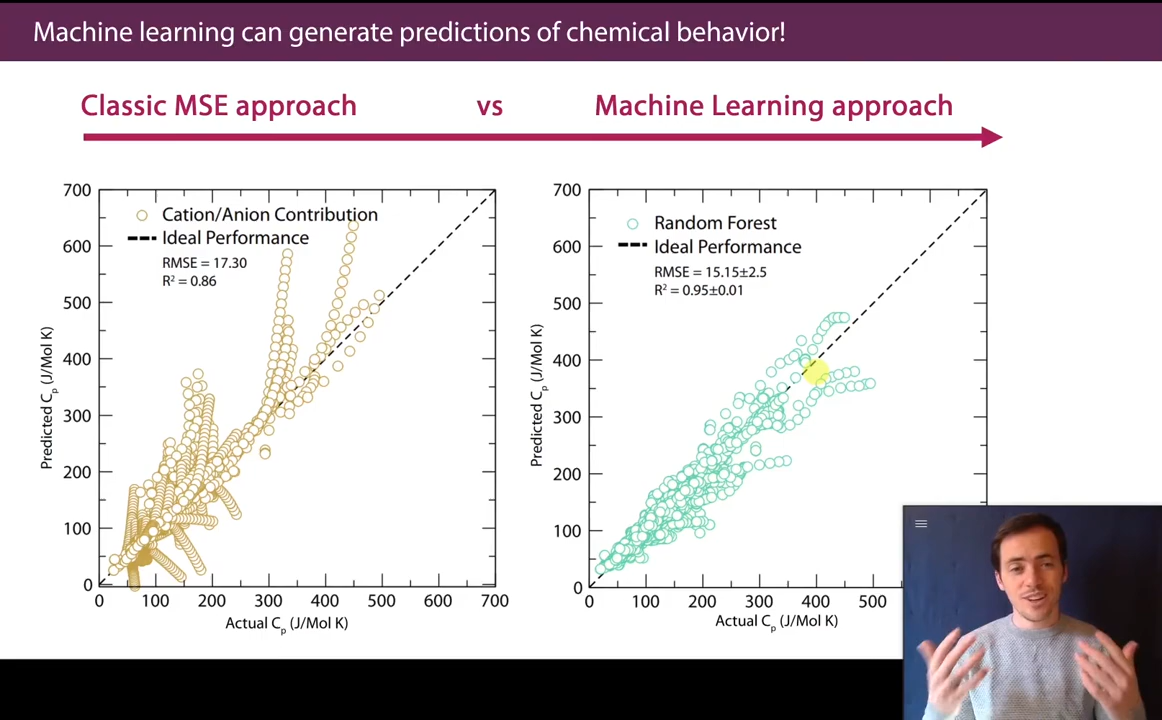 Machine learning can generate predictions of chemical behavior!
Classic MSE approach vs Machine Learning approach
700
600
500
400
300
200
100
0
Predicted Cp (J/Mol K)
Cation/Anion Contribution
Ideal Performance
RMSE = 17.30
R² = 0.86
0 100 200 300 400 500 600 700
Actual Cp (J/Mol K)
700
600
500
400
300
200
100
0
Predicted Cp (J/Mol K)
Random Forest
Ideal Performance
RMSE = 15.15±2.5
R² = 0.95±0.01
0 100 200 300 400 500
Actual Cp (J/Mol K)